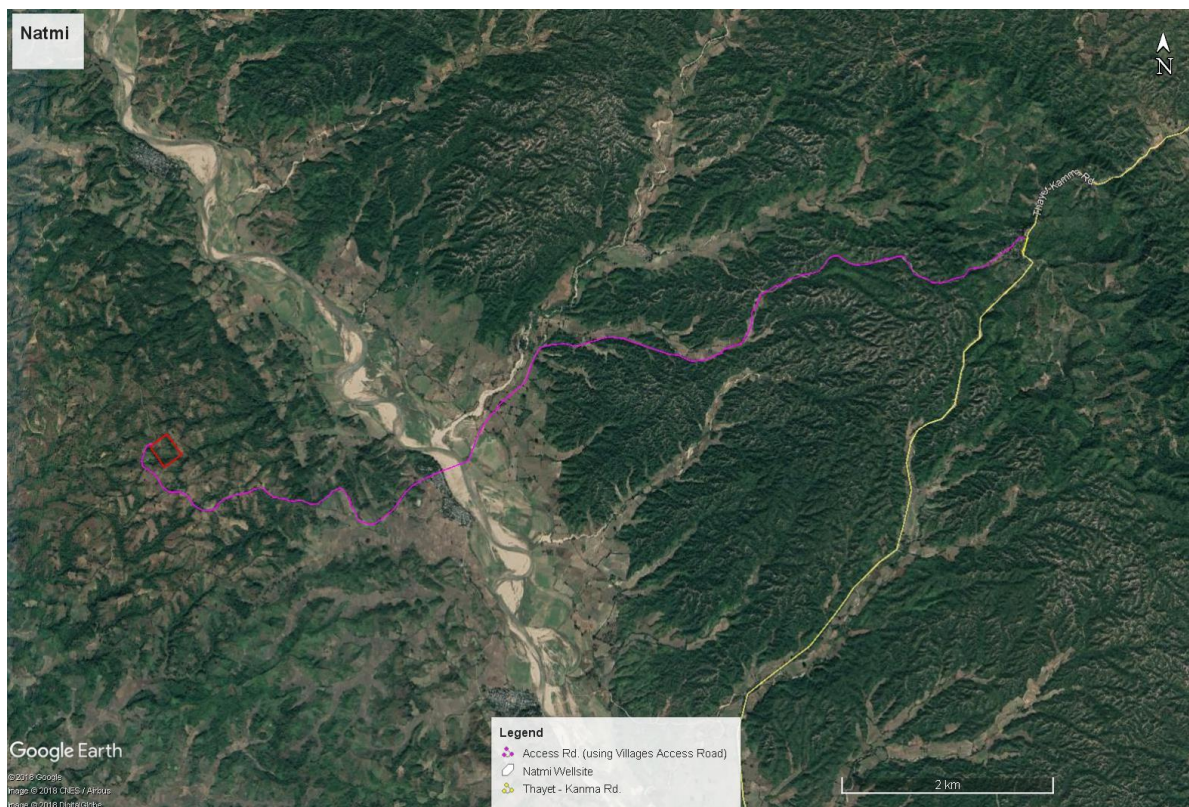 Natmi
N
Thayet-Kamma Rd.
Legend
Access Rd. (using Villages Access Road)
Natmi Wellsite
Thayet - Kanma Rd.
2 km
Google Earth
© 2018 Google
Image © 2018 CNES / Airbus
Image © 2018 DigitalGlobe